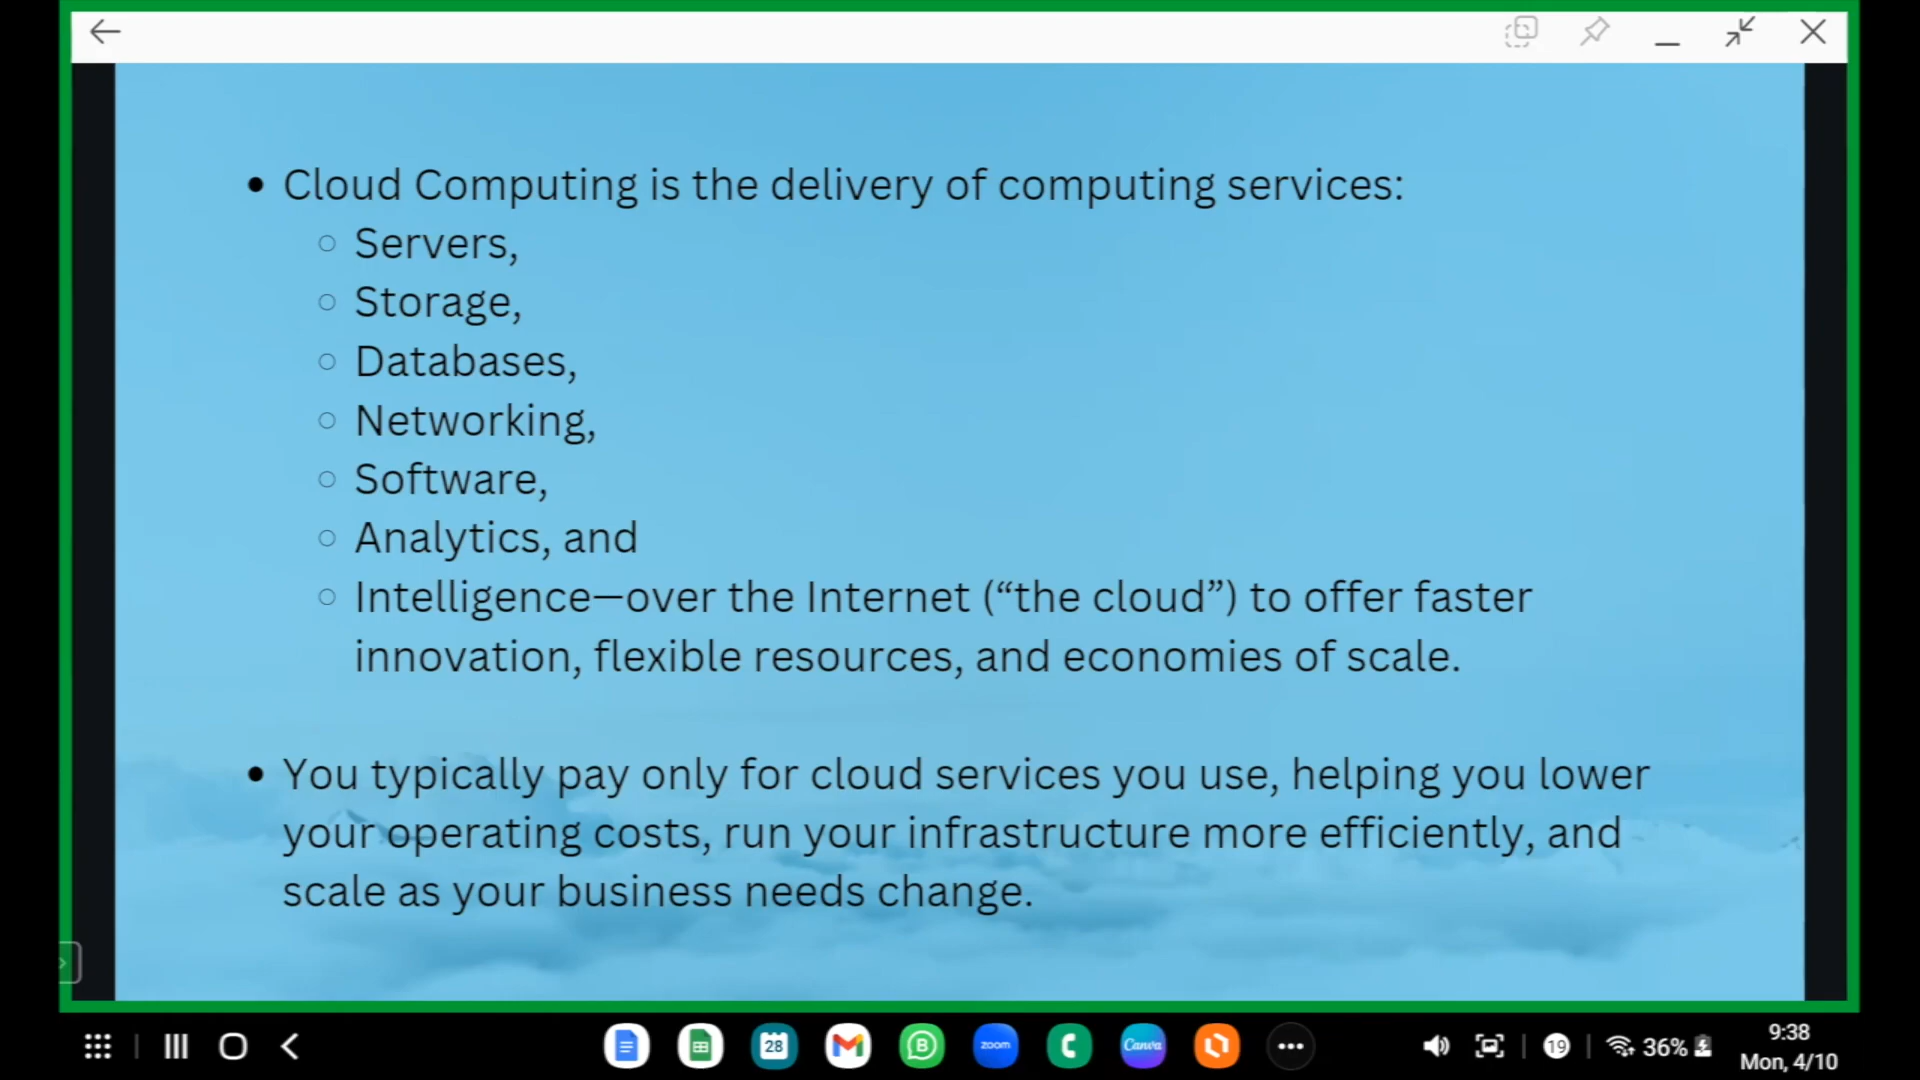 Cloud Computing is the delivery of computing services:
Servers,
Storage,
Databases,
Networking,
Software,
Analytics, and
Intelligence—over the Internet (“the cloud”) to offer faster
innovation, flexible resources, and economies of scale.
You typically pay only for cloud services you use, helping you lower
your operating costs, run your infrastructure more efficiently, and
scale as your business needs change.
28
B
zoom
Canva
19
36%
9:38
Mon, 4/10